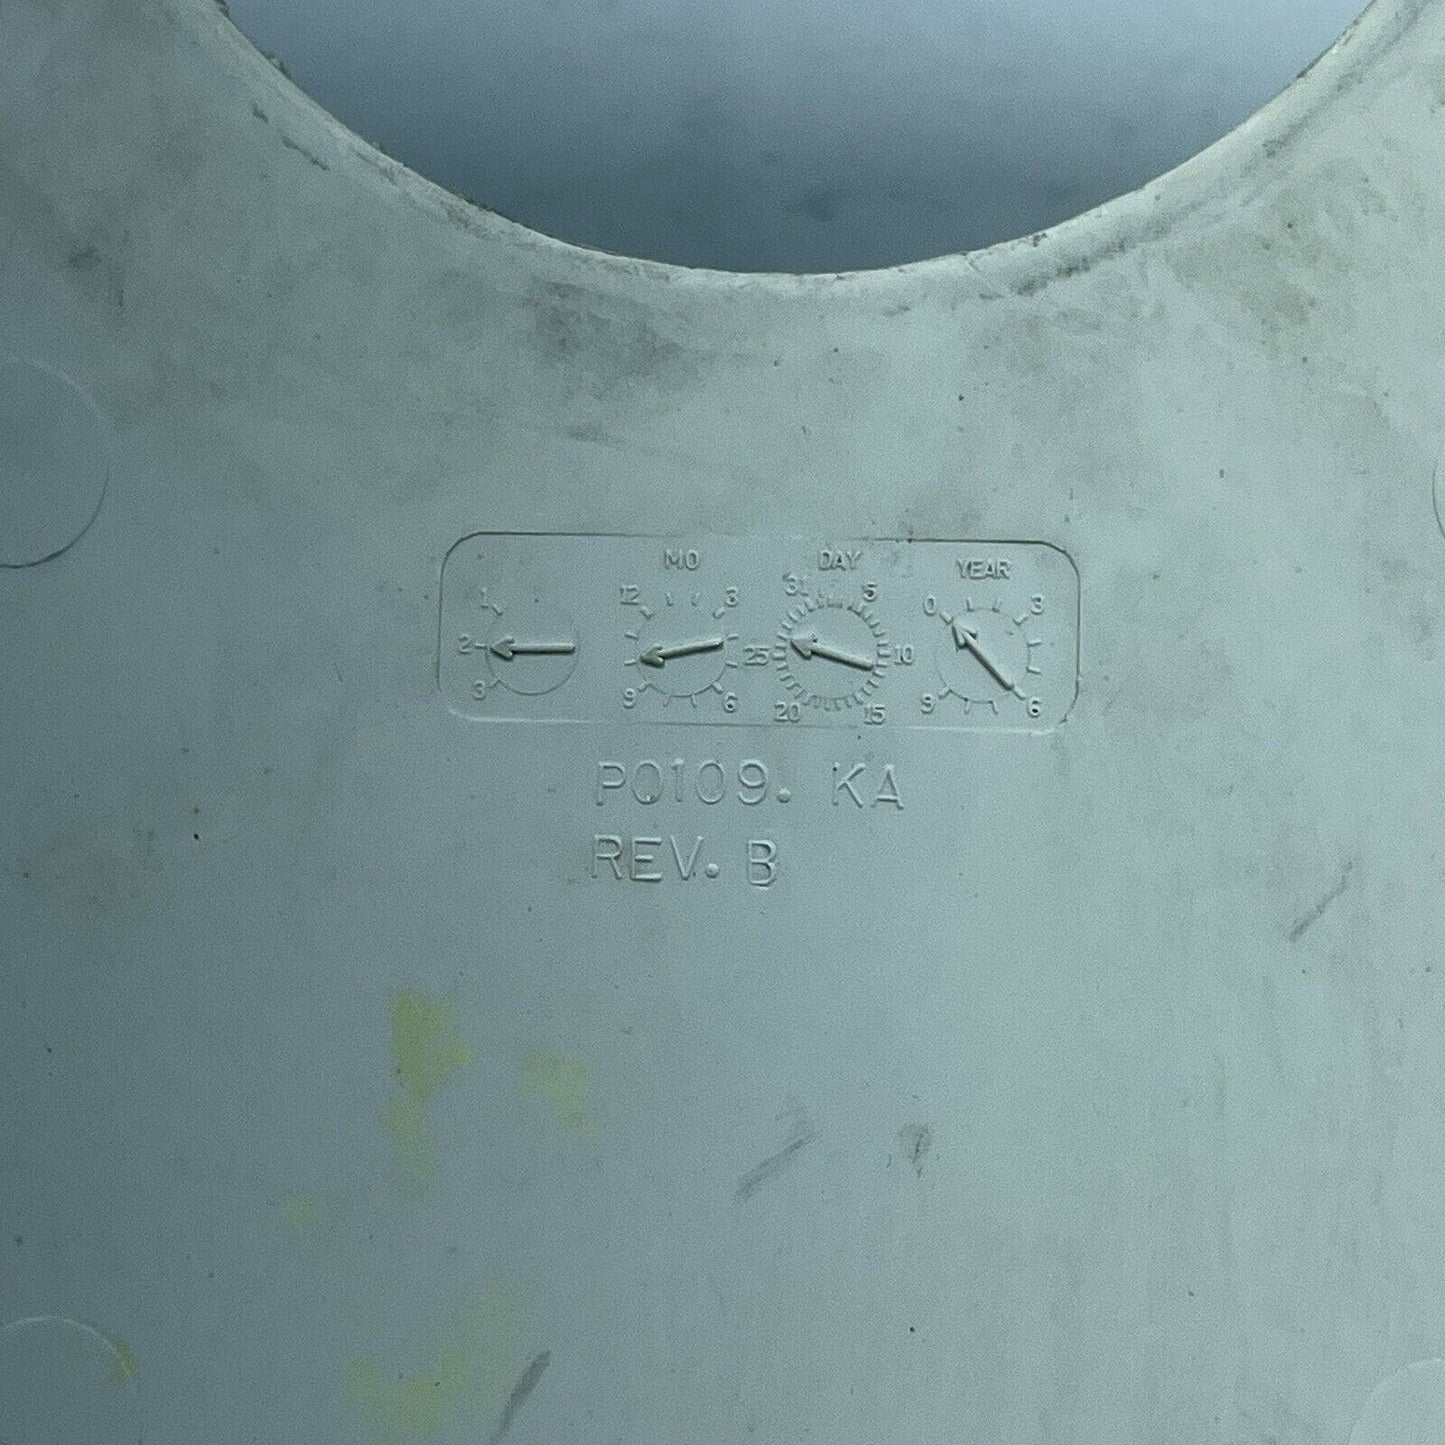 MO DAY YEAR
1 12 3 31 5 0 3
2 25 10
3 9 6 20 15 9 6
PO109. KA
REV. B